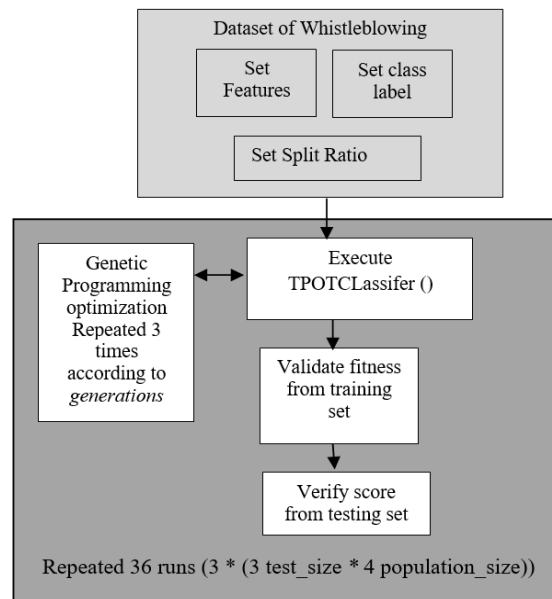 Dataset of Whistleblowing
Set
Features
Set class
label
Set Split Ratio
Genetic
Programming
optimization
Repeated 3
times
according to
generations
Execute
TPOTCLassifer ()
Validate fitness
from training
set
Verify score
from testing set
Repeated 36 runs (3 * (3 test_size * 4 population_size))